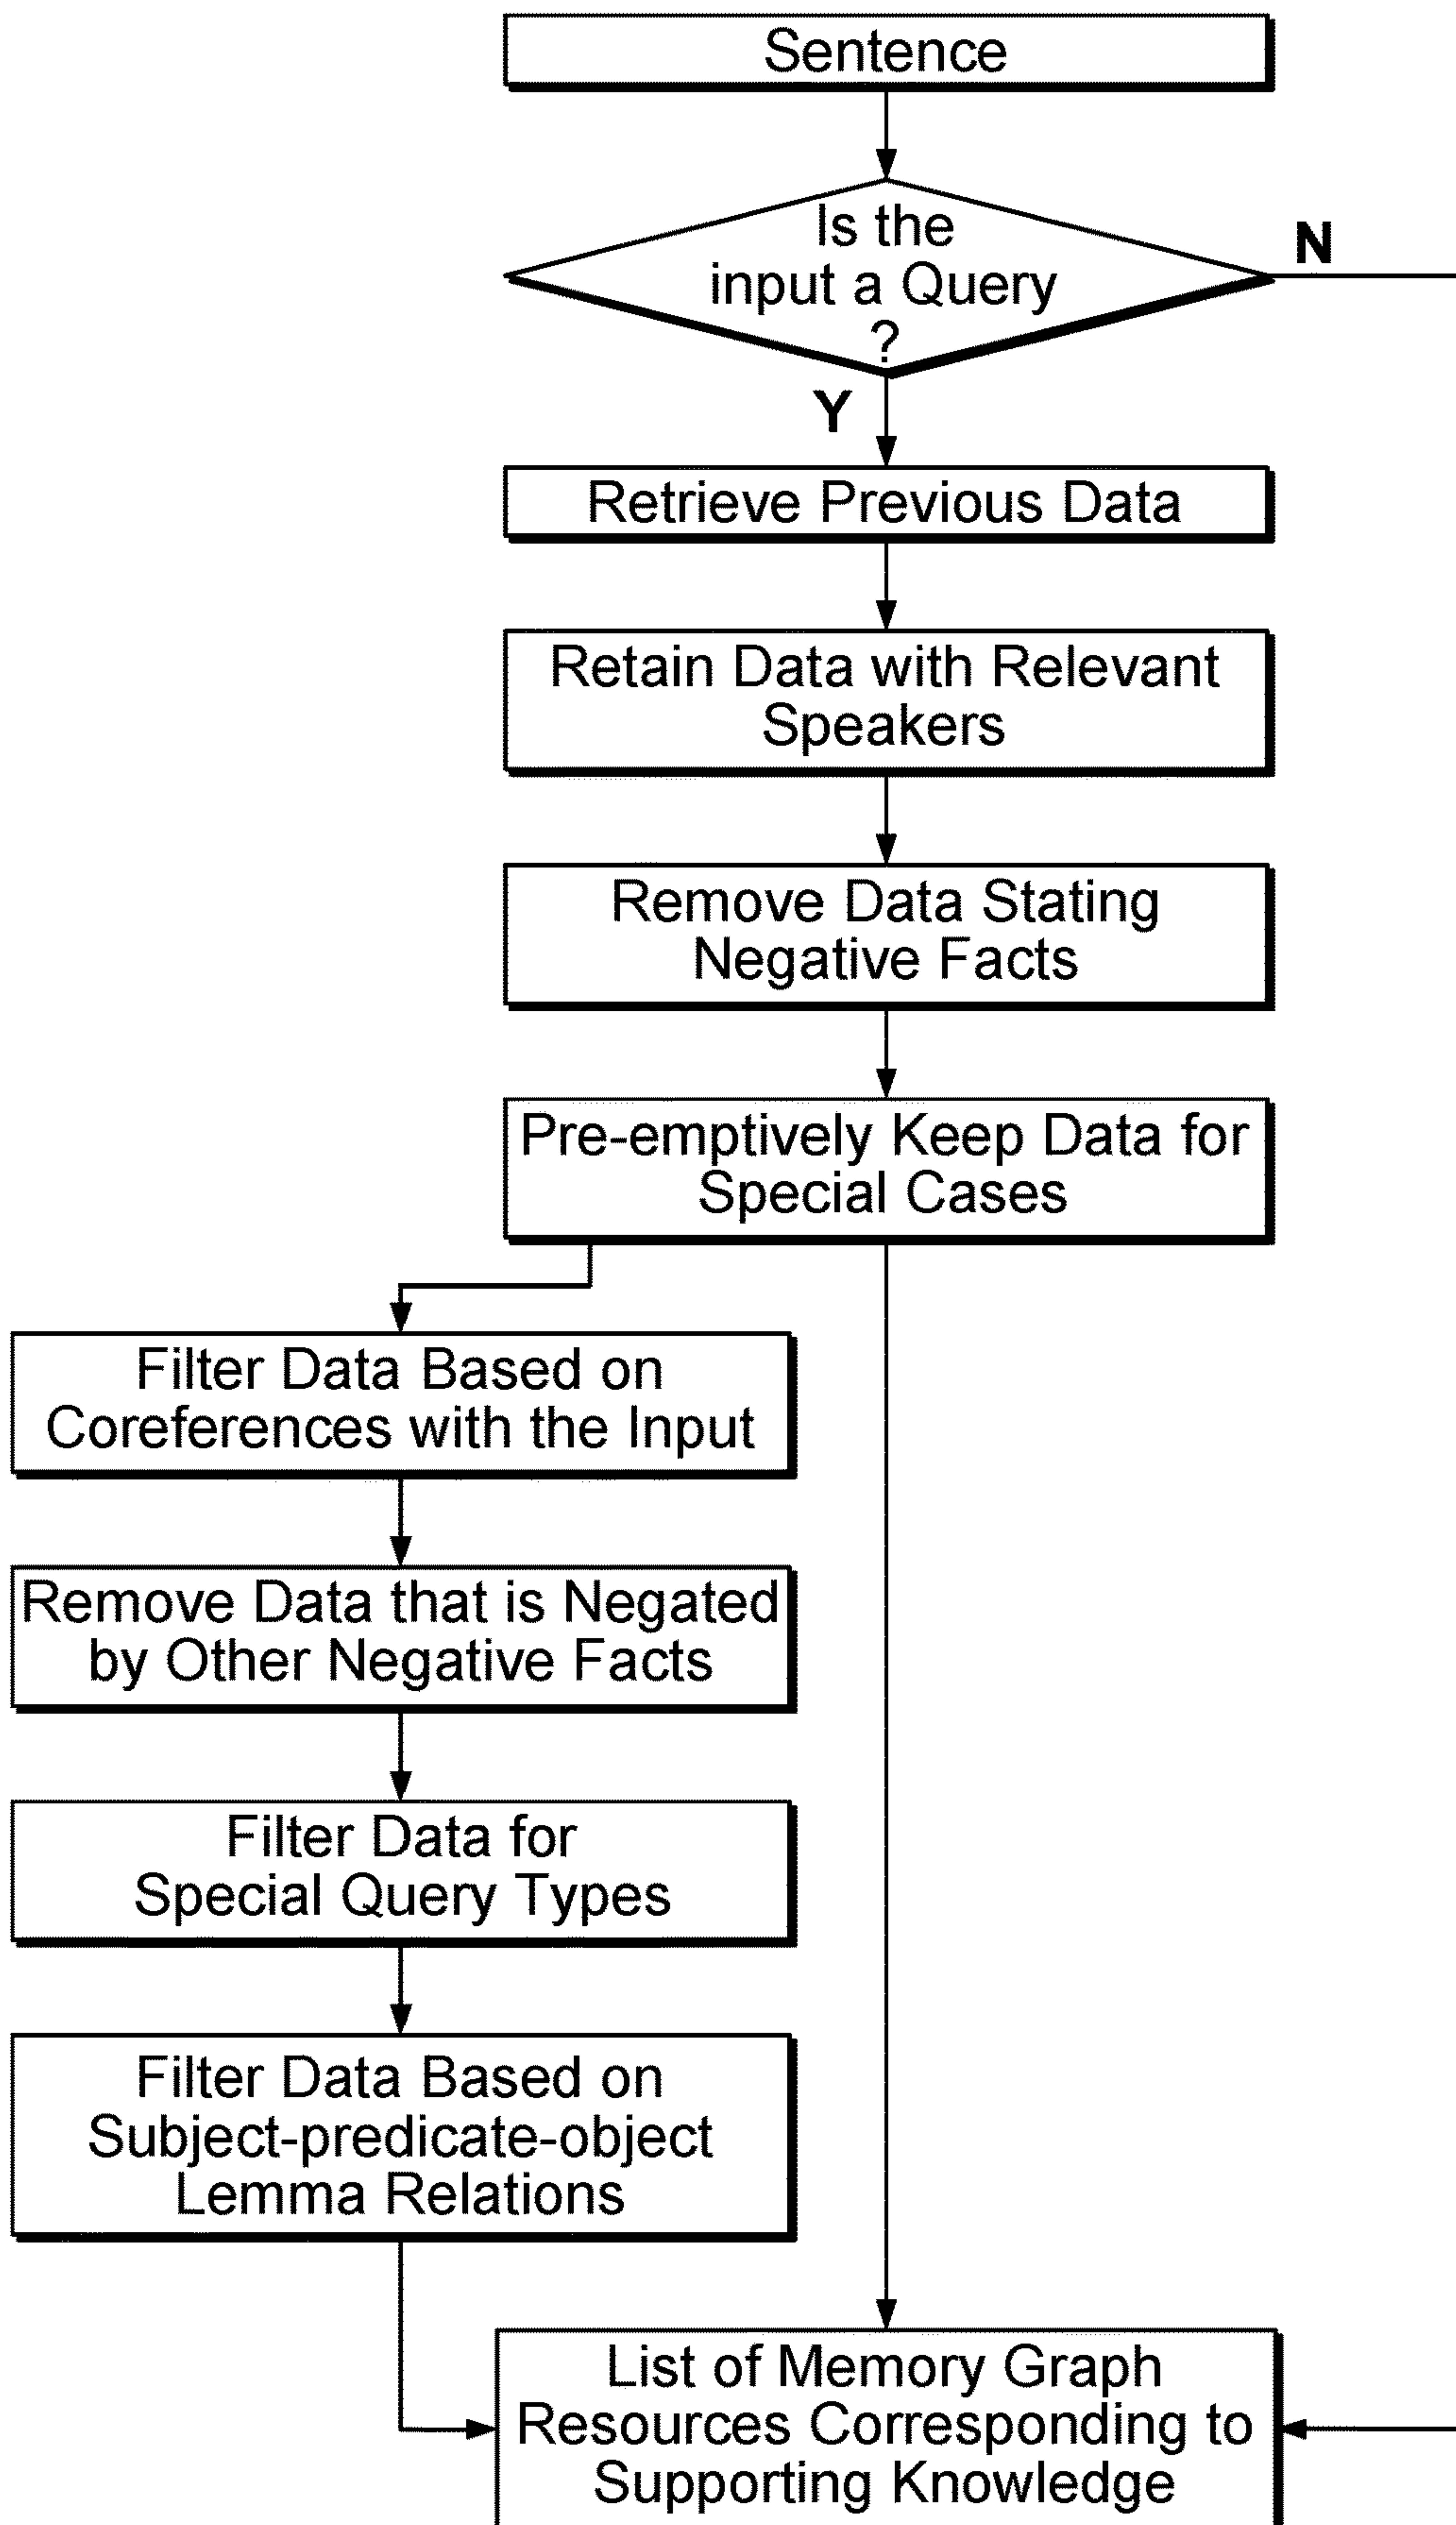 Sentence
Is the
input a Query
?
N
Y
Retrieve Previous Data
Retain Data with Relevant
Speakers
Remove Data Stating
Negative Facts
Pre-emptively Keep Data for
Special Cases
Filter Data Based on
Coreferences with the Input
Remove Data that is Negated
by Other Negative Facts
Filter Data for
Special Query Types
Filter Data Based on
Subject-predicate-object
Lemma Relations
List of Memory Graph
Resources Corresponding to
Supporting Knowledge